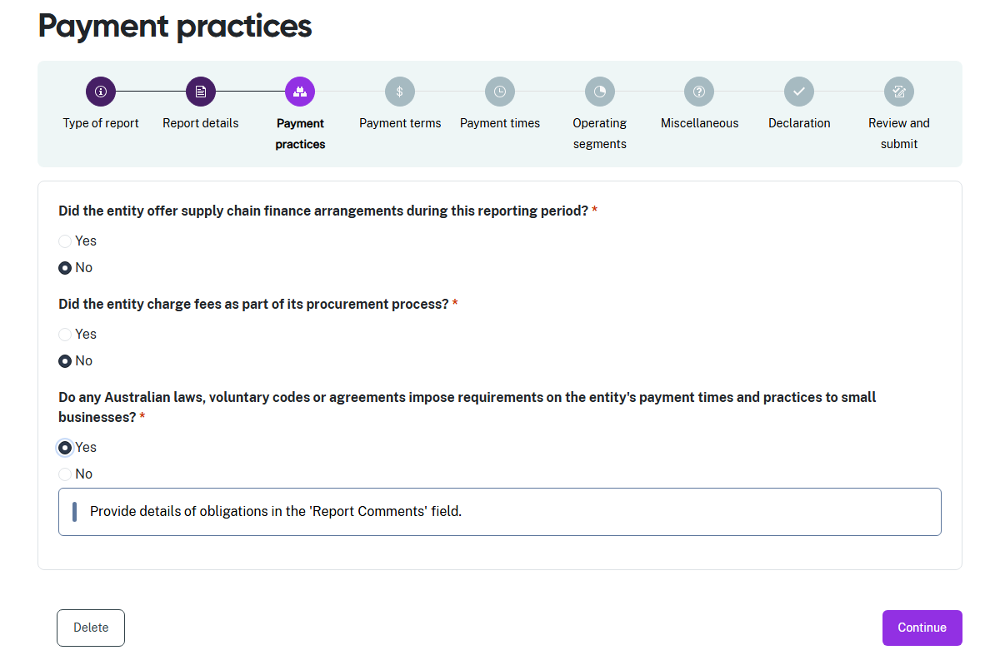 Payment practices
Type of report
Report details
Payment
practices
Payment terms
Payment times
Operating
segments
Miscellaneous
Declaration
Review and
submit
Did the entity offer supply chain finance arrangements during this reporting period? *
Yes
No
Did the entity charge fees as part of its procurement process? *
Yes
No
Do any Australian laws, voluntary codes or agreements impose requirements on the entity's payment times and practices to small
businesses? *
Yes
No
Provide details of obligations in the 'Report Comments' field.
Delete
Continue